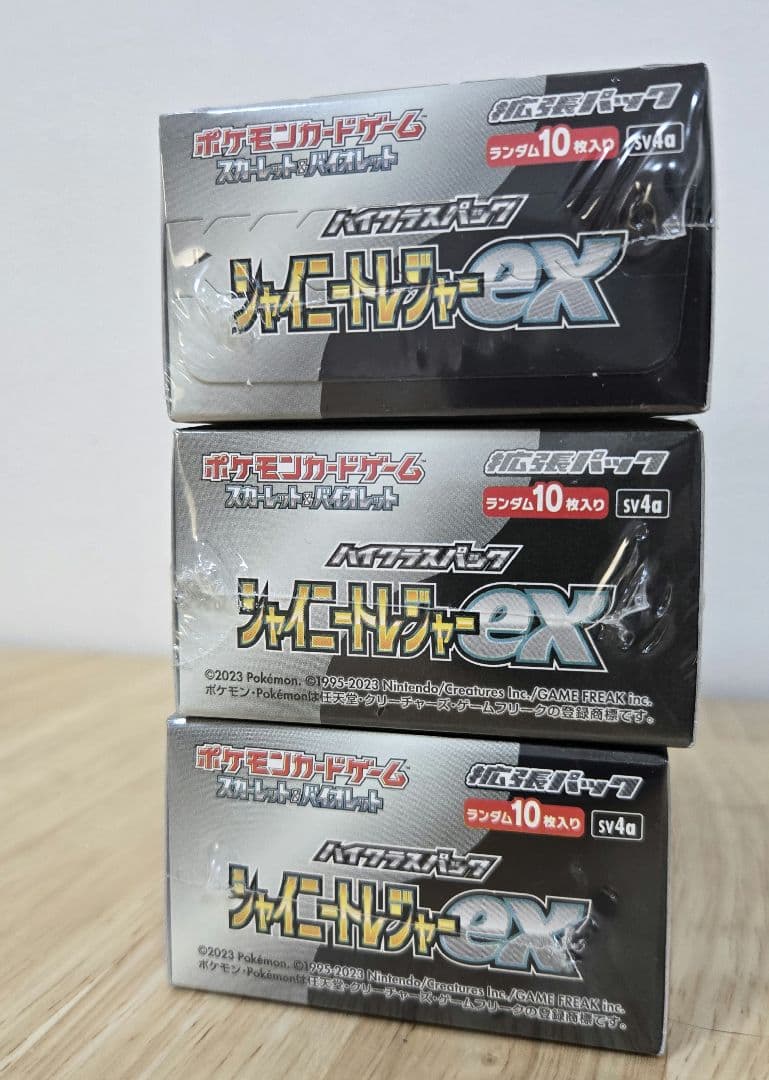 ポケモンカードゲーム™
スカーレット&バイオレット
拡張パック
ランダム10枚入り SV4a
ハイクラスパック
シャイニートレジャーex
ポケモンカードゲーム™
スカーレット&バイオレット
拡張パック
ランダム10枚入り SV4a
ハイクラスパック
シャイニートレジャーex
©2023 Pokémon. ©1995-2023 Nintendo/Creatures Inc./GAME FREAK inc.
ポケモン・Pokémonは任天堂・クリーチャーズ・ゲームフリークの登録商標です。
ポケモンカードゲーム™
スカーレット&バイオレット
拡張パック
ランダム10枚入り SV4a
ハイクラスパック
シャイニートレジャーex
©2023 Pokémon. ©1995-2023 Nintendo/Creatures Inc./GAME FREAK inc.
ポケモン・Pokémonは任天堂・クリーチャーズ・ゲームフリークの登録商標です。